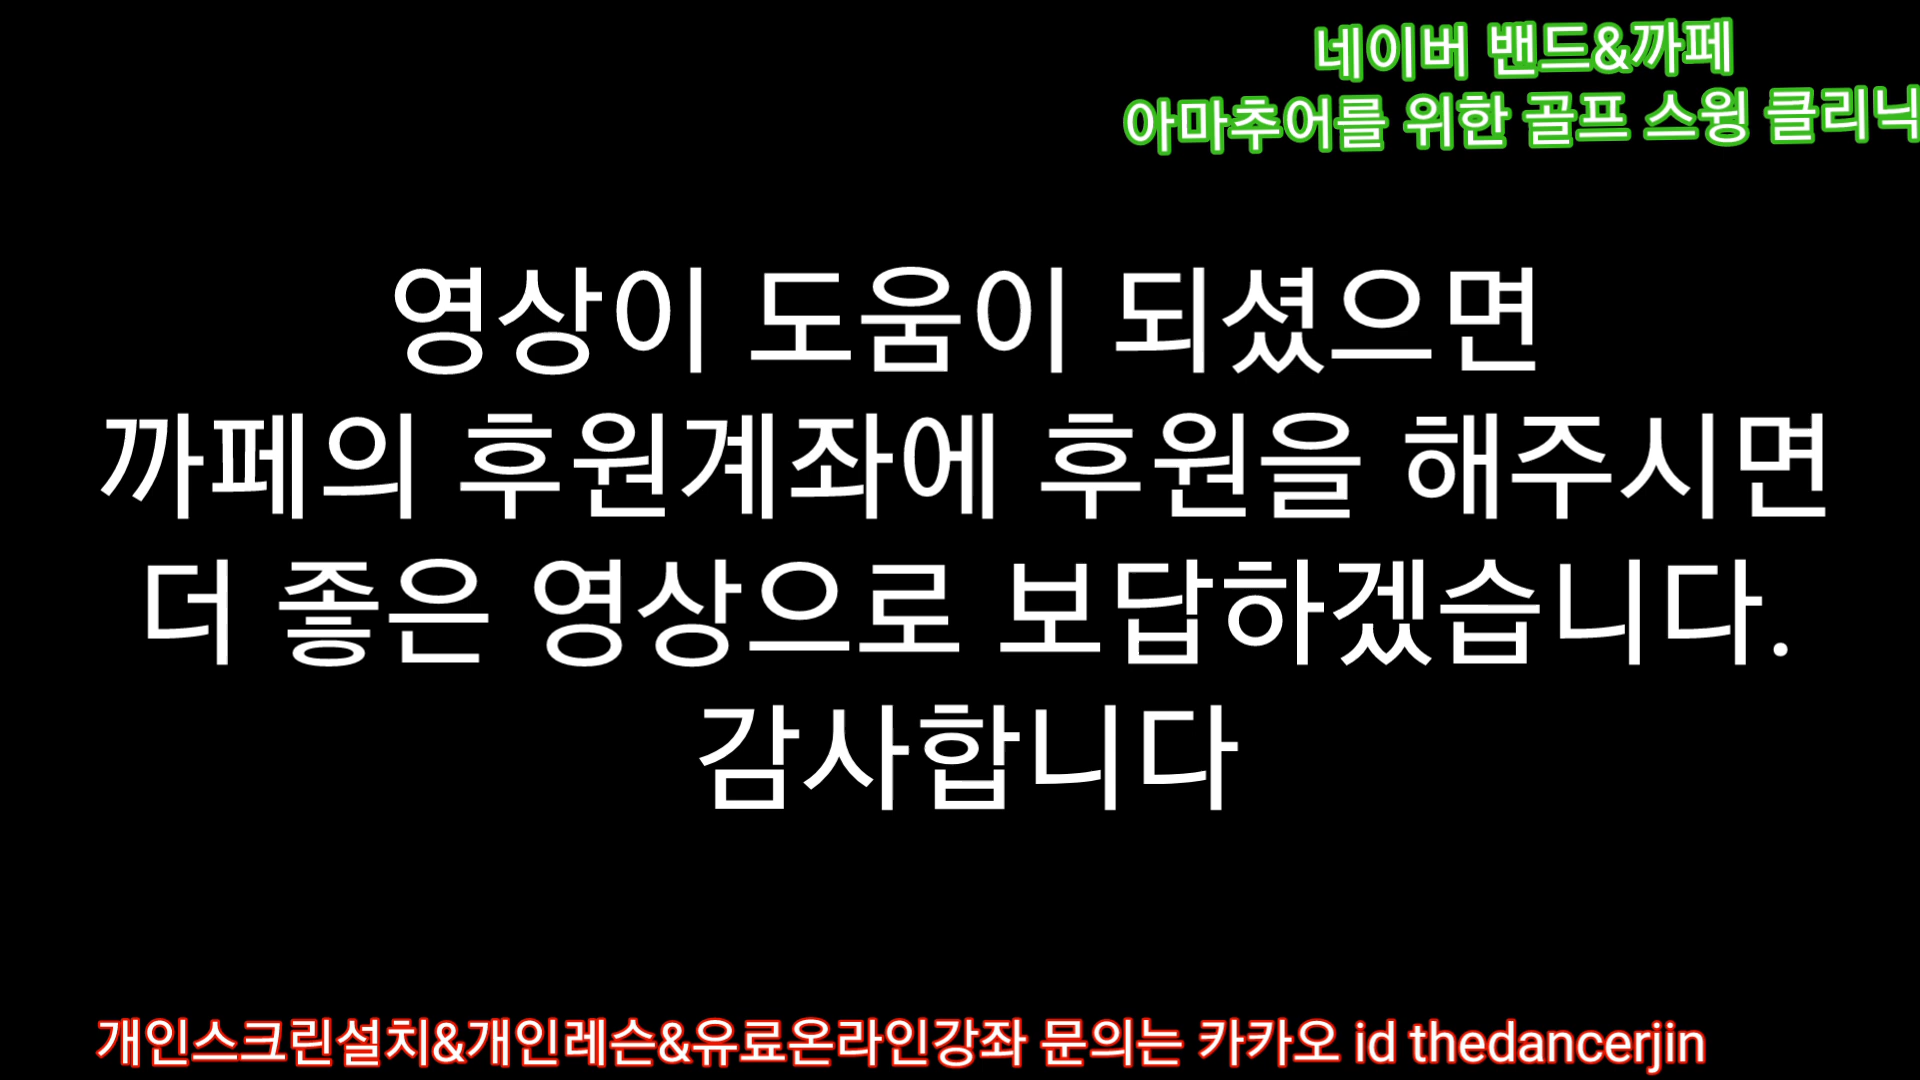 네이버 밴드&까페
아마추어를 위한 골프 스윙 클리닉
영상이 도움이 되셨으면
까페의 후원계좌에 후원을 해주시면
더 좋은 영상으로 보답하겠습니다.
감사합니다
개인스크린설치&개인레슨&유료온라인강좌 문의는 카카오 id thedancerjin